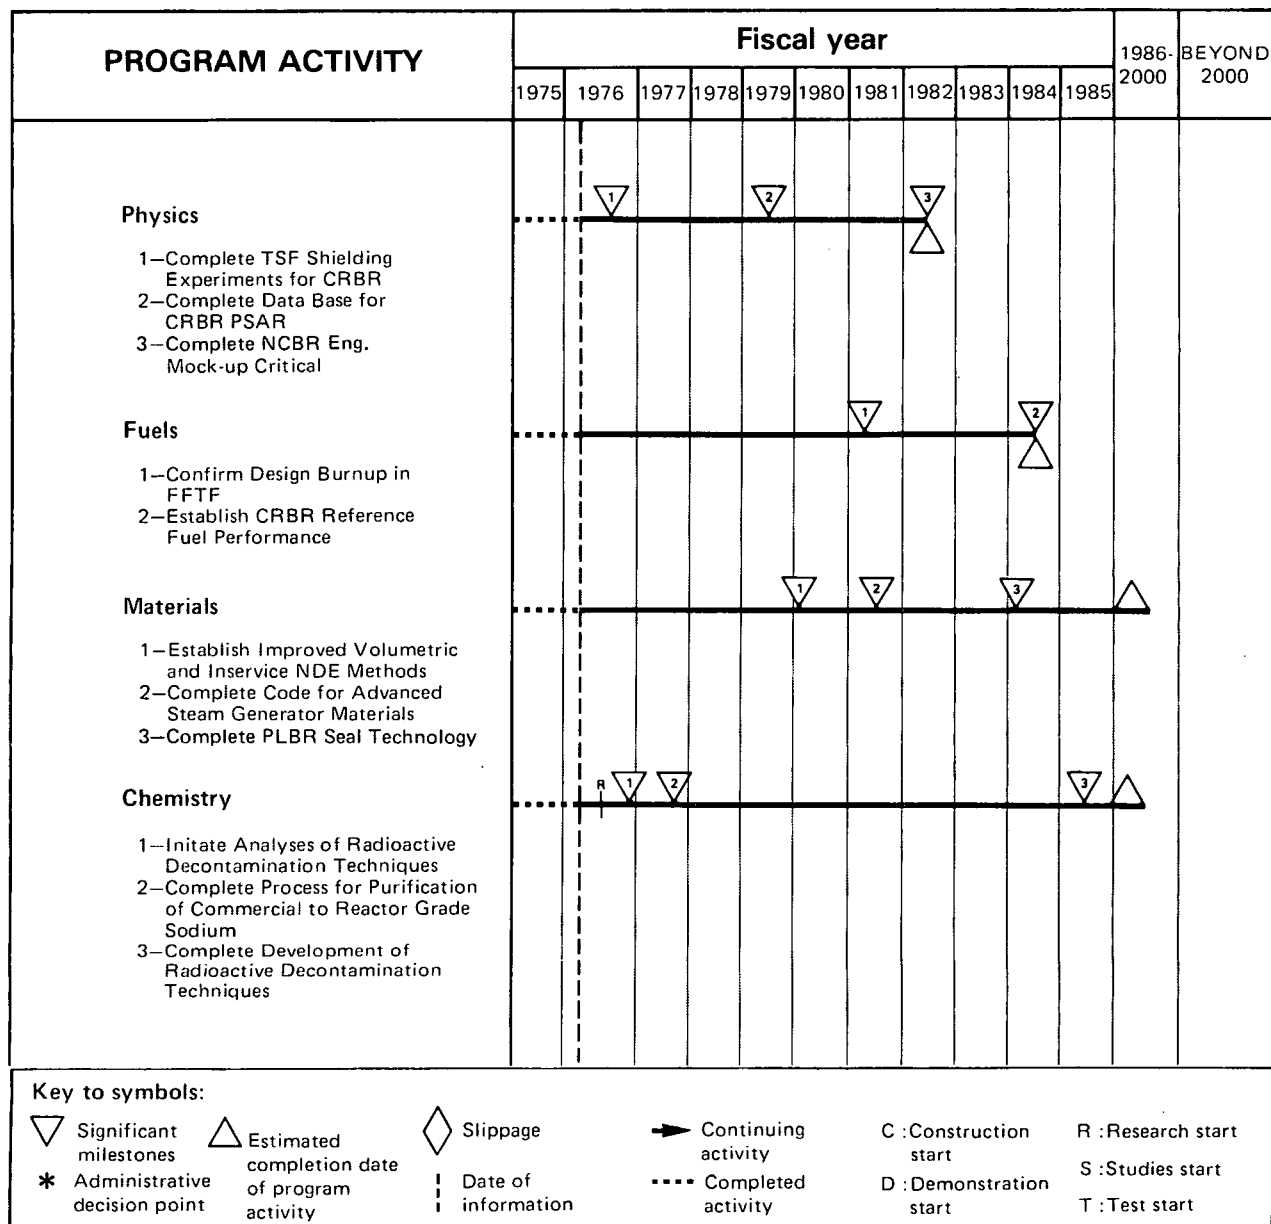 PROGRAM ACTIVITY
Fiscal year
1986-
2000
BEYOND
2000
1975 1976 1977 1978 1979 1980 1981 1982 1983 1984 1985
Physics
1 2 3
1—Complete TSF Shielding
Experiments for CRBR
2—Complete Data Base for
CRBR PSAR
3—Complete NCBR Eng.
Mock-up Critical
Fuels
1 2
1—Confirm Design Burnup in
FFTF
2—Establish CRBR Reference
Fuel Performance
Materials
1 2 3
1—Establish Improved Volumetric
and Inservice NDE Methods
2—Complete Code for Advanced
Steam Generator Materials
3—Complete PLBR Seal Technology
Chemistry
R 1 2 3
1—Initate Analyses of Radioactive
Decontamination Techniques
2—Complete Process for Purification
of Commercial to Reactor Grade
Sodium
3—Complete Development of
Radioactive Decontamination
Techniques
Key to symbols:
Significant
milestones
* Administrative
decision point
Estimated
completion date
of program
activity
Slippage
Date of
information
Continuing
activity
Completed
activity
C :Construction
start
D :Demonstration
start
R :Research start
S :Studies start
T :Test start